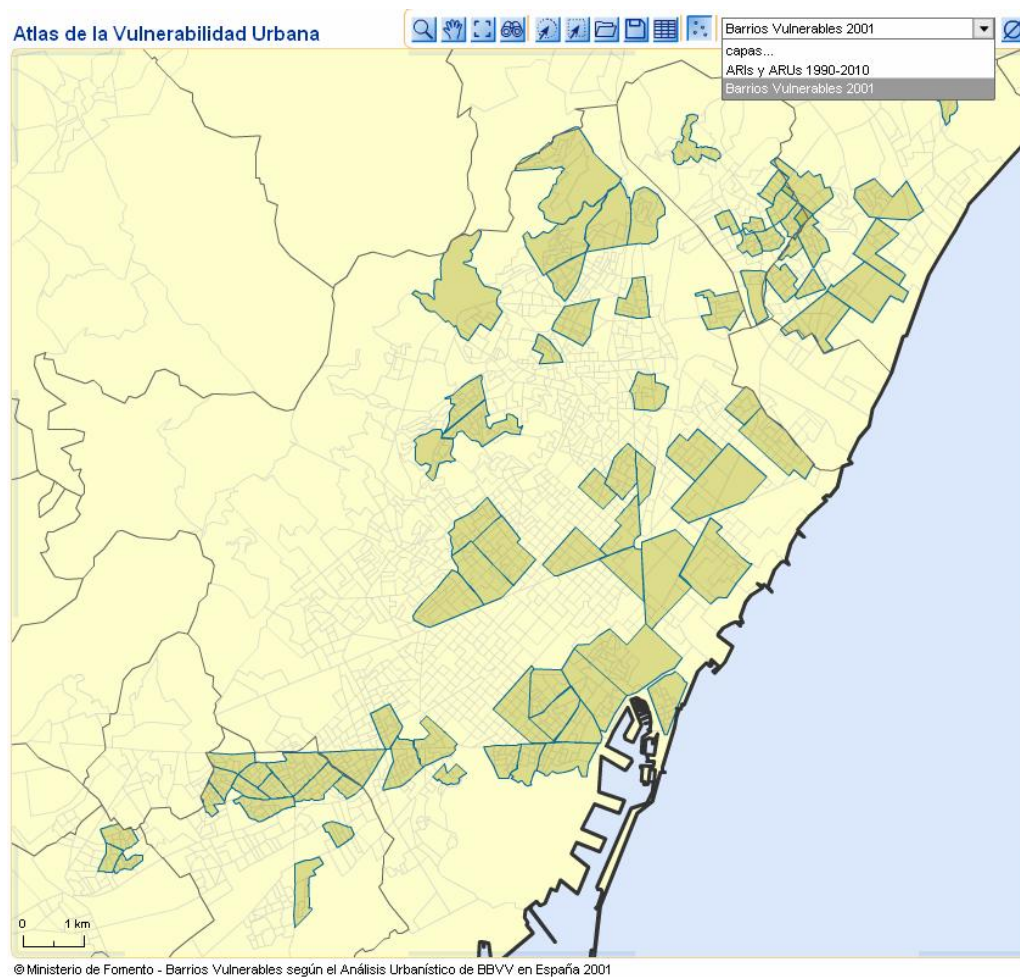 Atlas de la Vulnerabilidad Urbana
Barrios Vulnerables 2001
capas...
ARIs y ARUs 1990-2010
Barrios Vulnerables 2001
0 1 km
© Ministerio de Fomento - Barrios Vulnerables según el Análisis Urbanístico de BBVV en España 2001